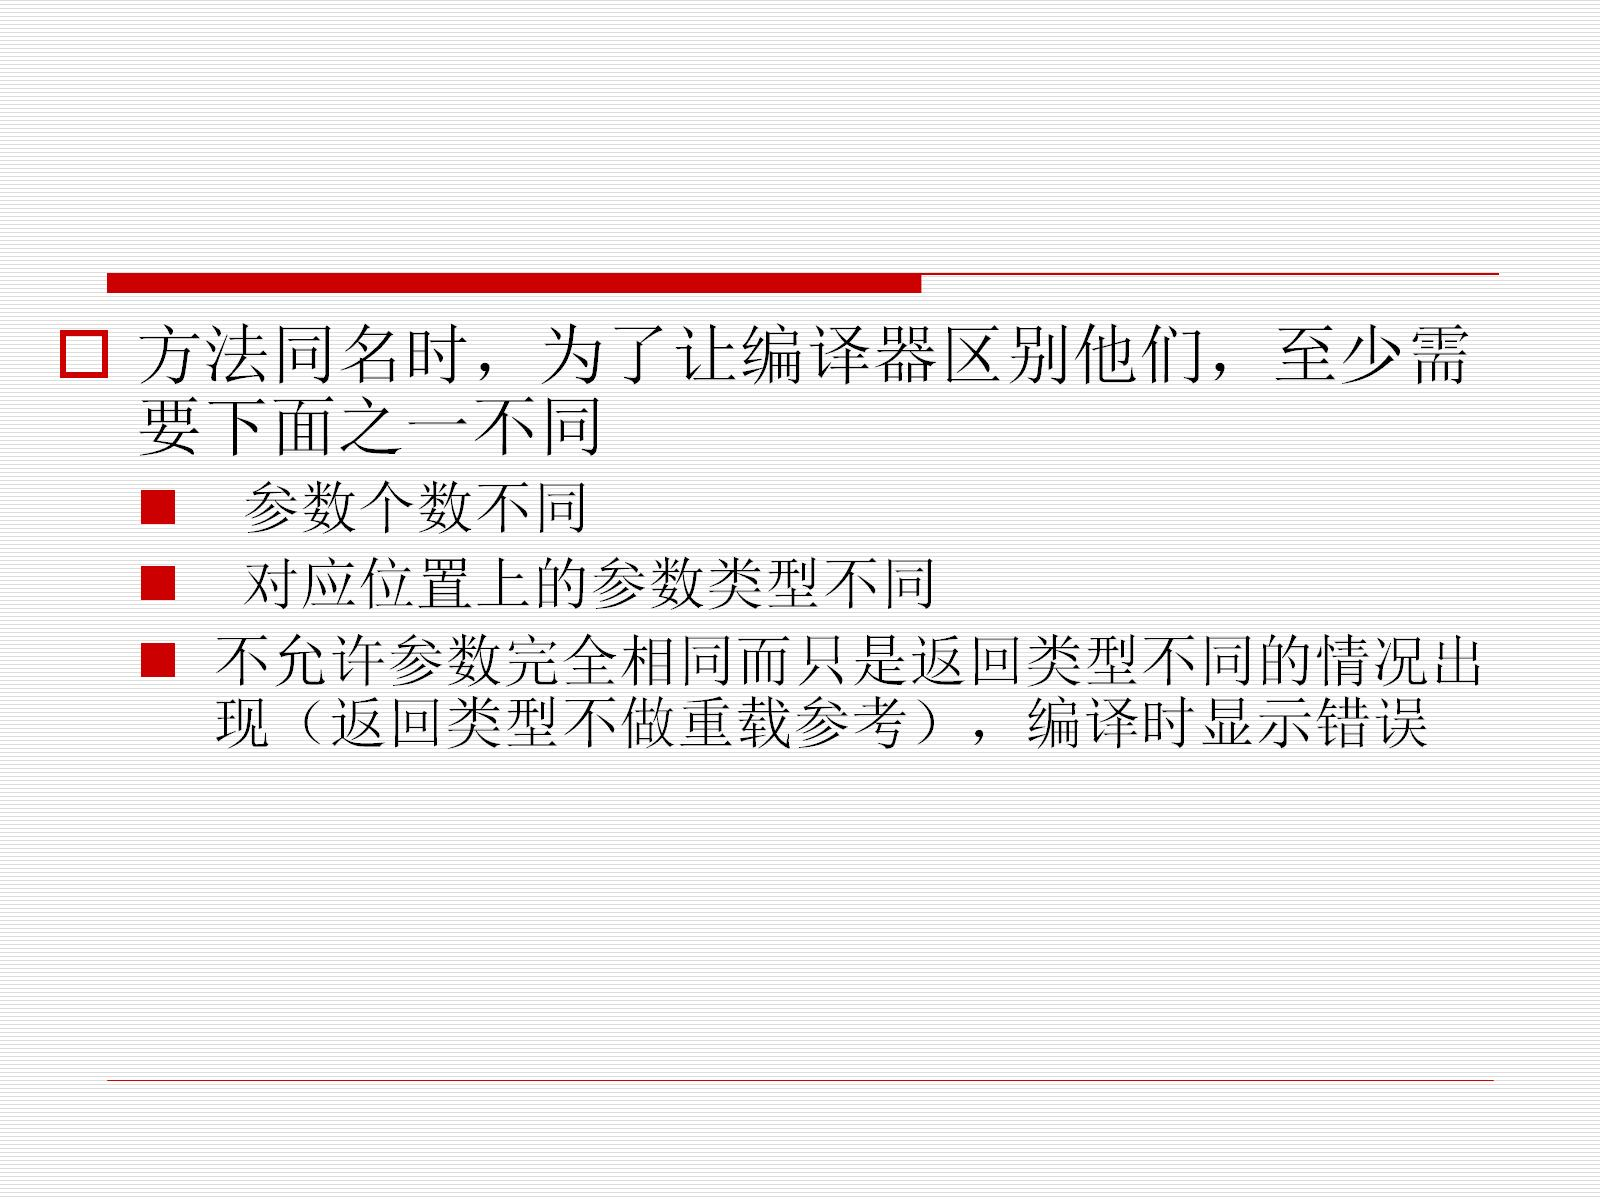 方法同名时，为了让编译器区别他们，至少需
要下面之一不同
参数个数不同
对应位置上的参数类型不同
不允许参数完全相同而只是返回类型不同的情况出
现（返回类型不做重载参考），编译时显示错误